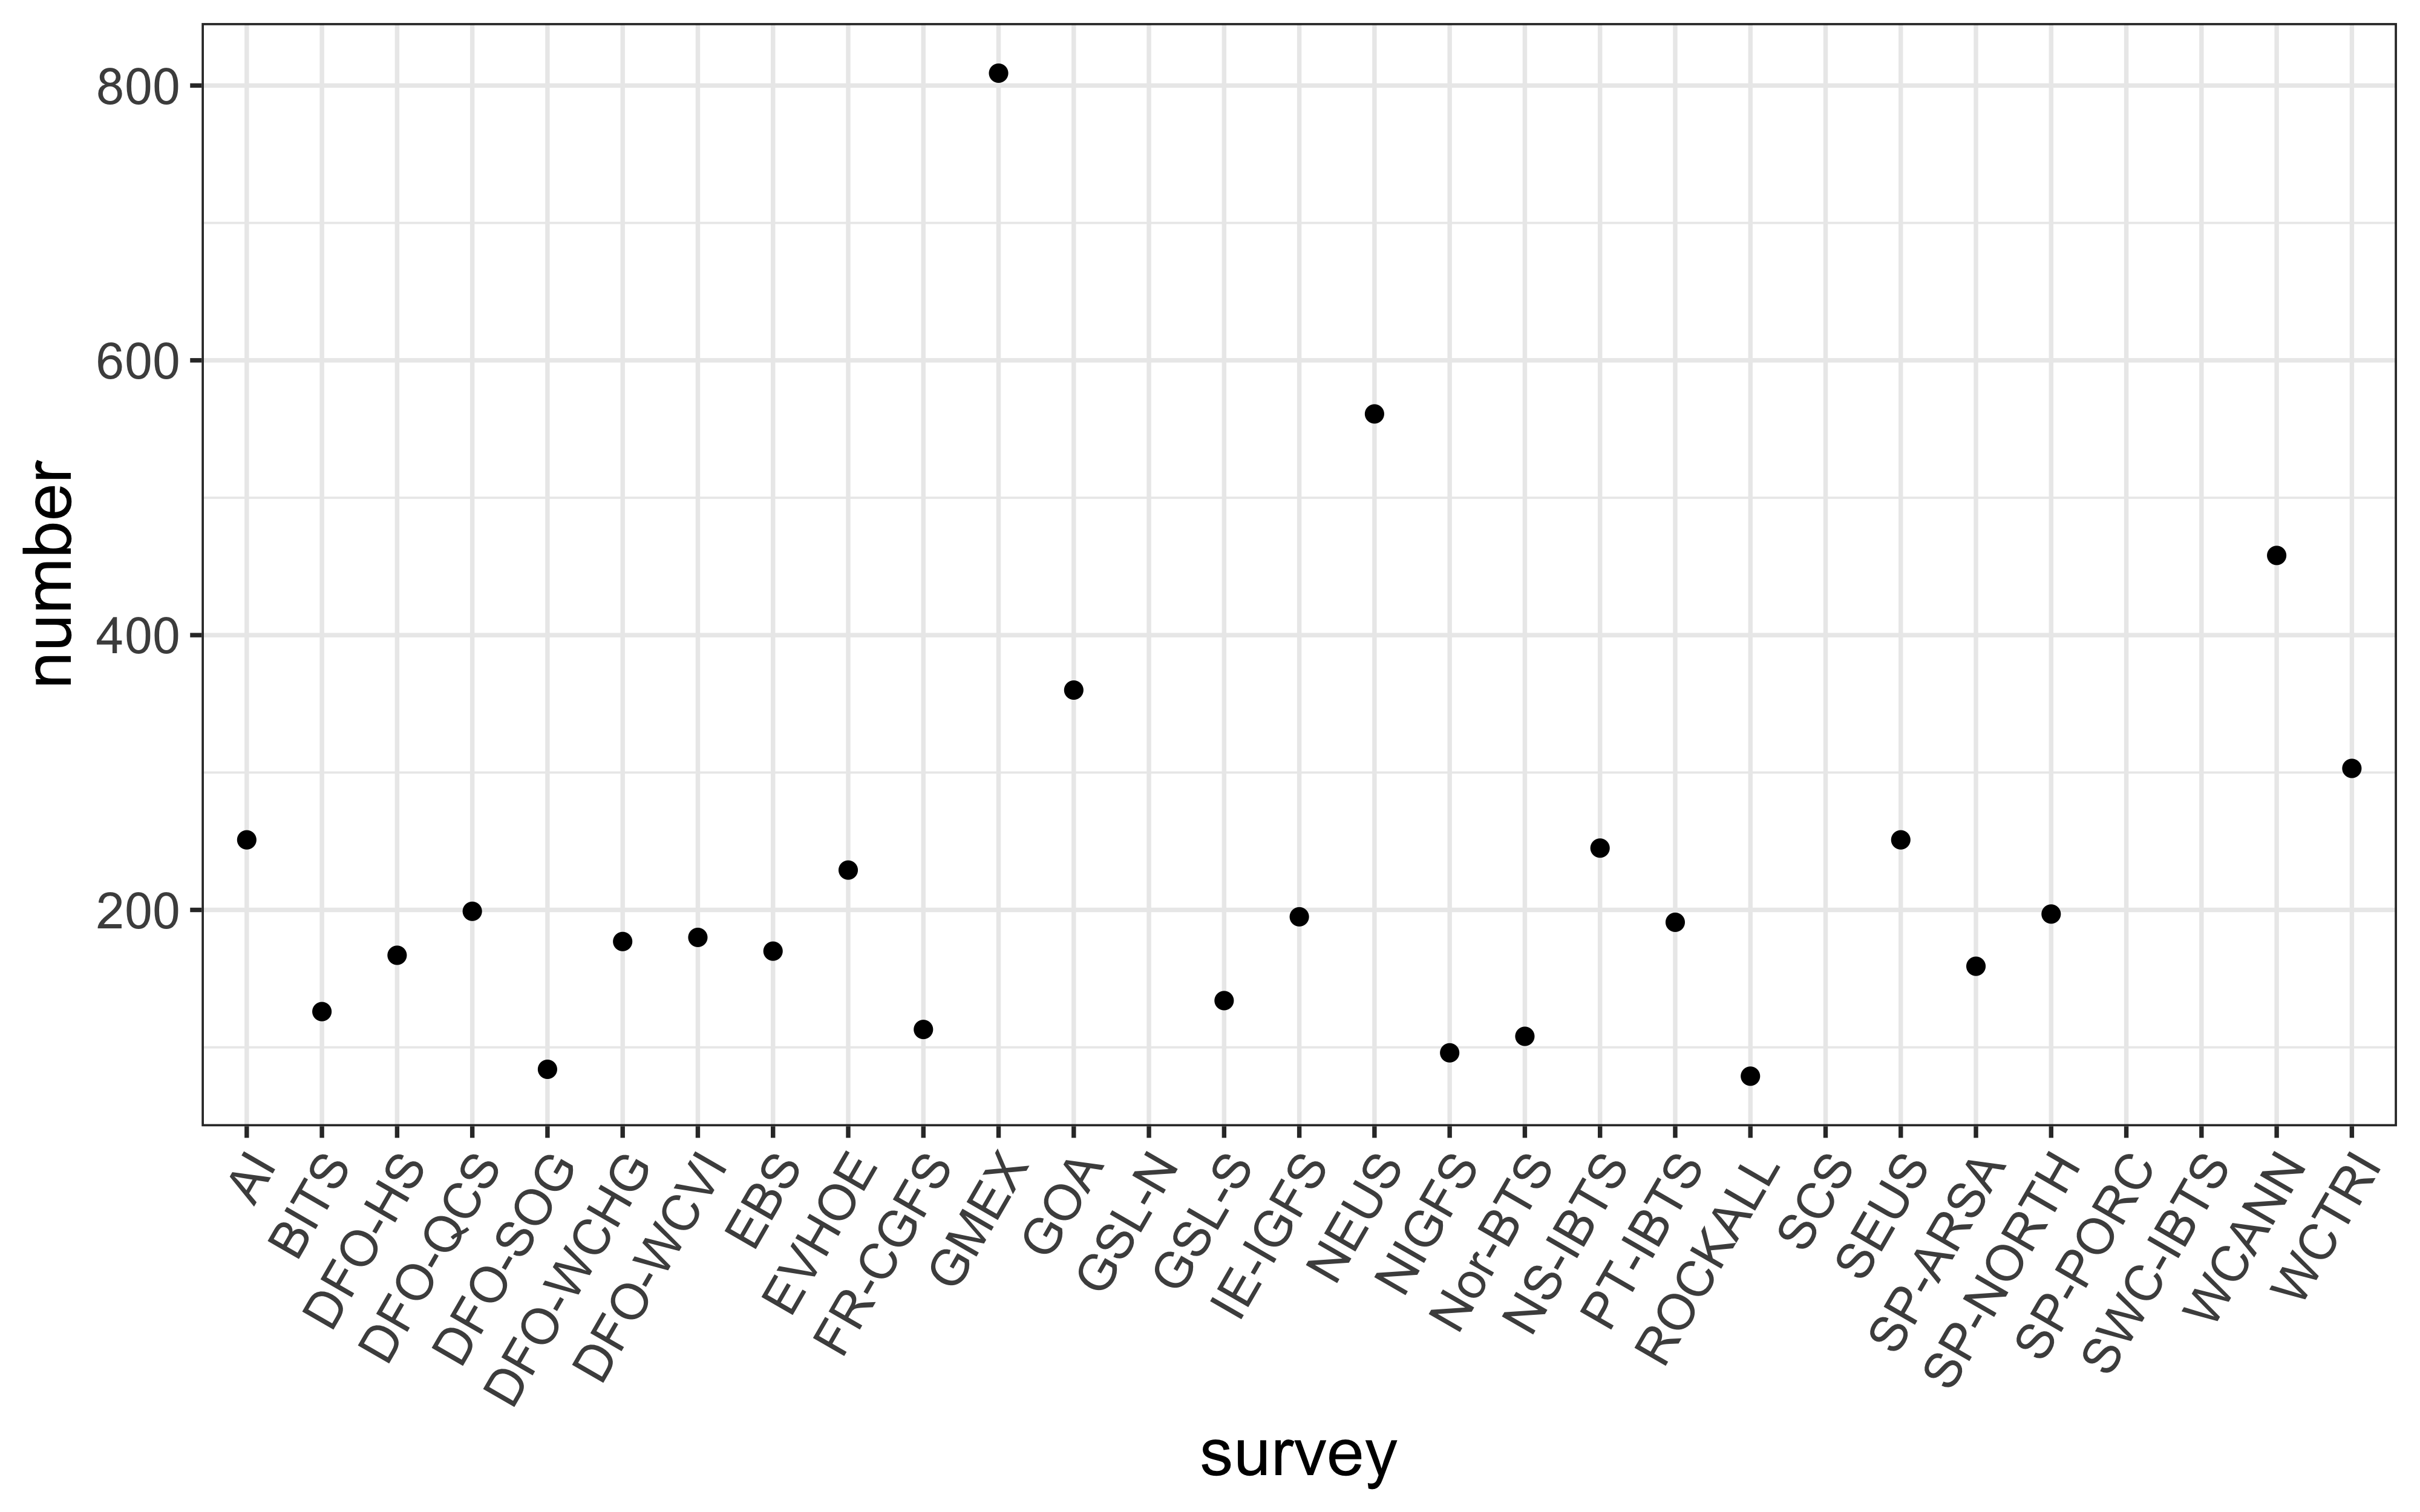 number
800
600
400
200
AI
BITS
DFO-HS
DFO-QCS
DFO-SOG
DFO-WCHG
DFO-WCVI
EBS
EVHOE
FR-CGFS
GMEX
GOA
GSL-N
GSL-S
IE-IGFS
NEUS
NIGFS
Nor-BTS
NS-IBTS
PT-IBTS
ROCKALL
SCS
SEUS
SP-ARSA
SP-NORTH
SP-PORC
SWC-IBTS
WCANN
WCTRI
survey